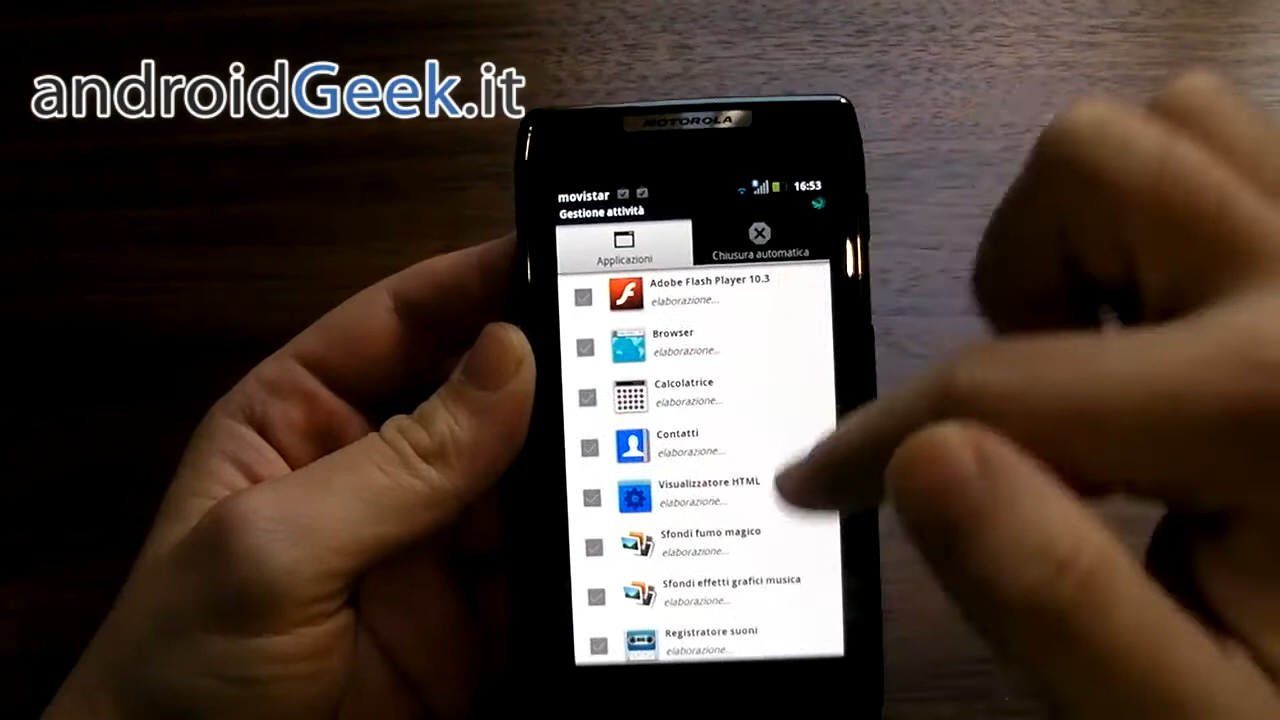 androidGeek.it
MOTOROLA
movistar
16:53
Gestione attività
Applicazioni
Chiusura automatica
Adobe Flash Player 10.3
elaborazione...
Browser
elaborazione...
Calcolatrice
elaborazione...
Contatti
elaborazione...
Visualizzatore HTML
elaborazione...
Sfondi fumo magico
elaborazione...
Sfondi effetti grafici musica
elaborazione...
Registratore suoni
elaborazione...